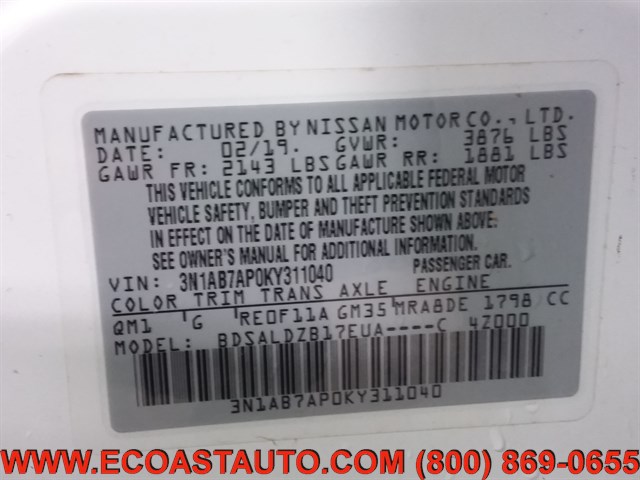 MANUFACTURED BY NISSAN MOTOR CO., LTD.
DATE: 02/19. GVWR: 3876 LBS
GAWR FR: 2143 LBS GAWR RR: 1881 LBS
THIS VEHICLE CONFORMS TO ALL APPLICABLE FEDERAL MOTOR
VEHICLE SAFETY, BUMPER AND THEFT PREVENTION STANDARDS
IN EFFECT ON THE DATE OF MANUFACTURE SHOWN ABOVE.
SEE OWNER'S MANUAL FOR ADDITIONAL INFORMATION.
VIN: 3N1AB7AP0KY311040 PASSENGER CAR.
COLOR TRIM TRANS AXLE ENGINE
QM1 G RE0F11A GM35 MRA8DE 1798 CC
MODEL: BDSALDZB17EUA----C 4Z000
3N1AB7AP0KY311040
WWW.ECOASTAUTO.COM (800) 869-0655